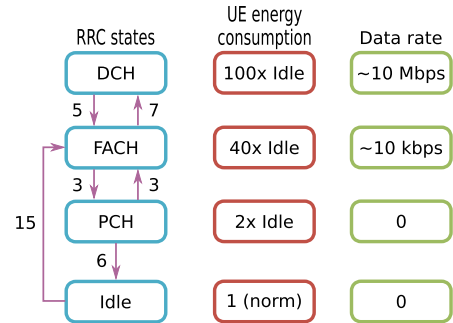 UE energy
RRC states consumption Data rate
DCH 100x Idle ~10 Mbps
5 7
FACH 40x Idle ~10 kbps
3 3
15 PCH 2x Idle 0
6
Idle 1 (norm) 0